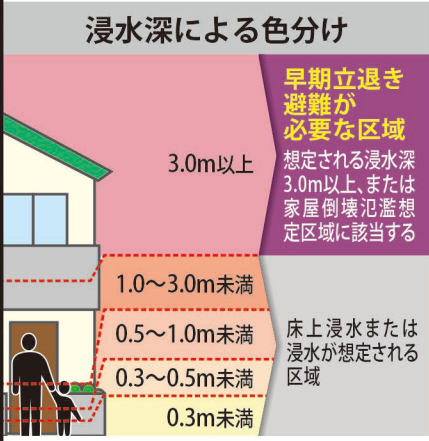 浸水深による色分け
早期立退き
避難が
必要な区域
3.0m以上
想定される浸水深
3.0m以上、または
家屋倒壊氾濫想
定区域に該当する
1.0～3.0m未満
0.5～1.0m未満
0.3～0.5m未満
0.3m未満
床上浸水または
浸水が想定される
区域